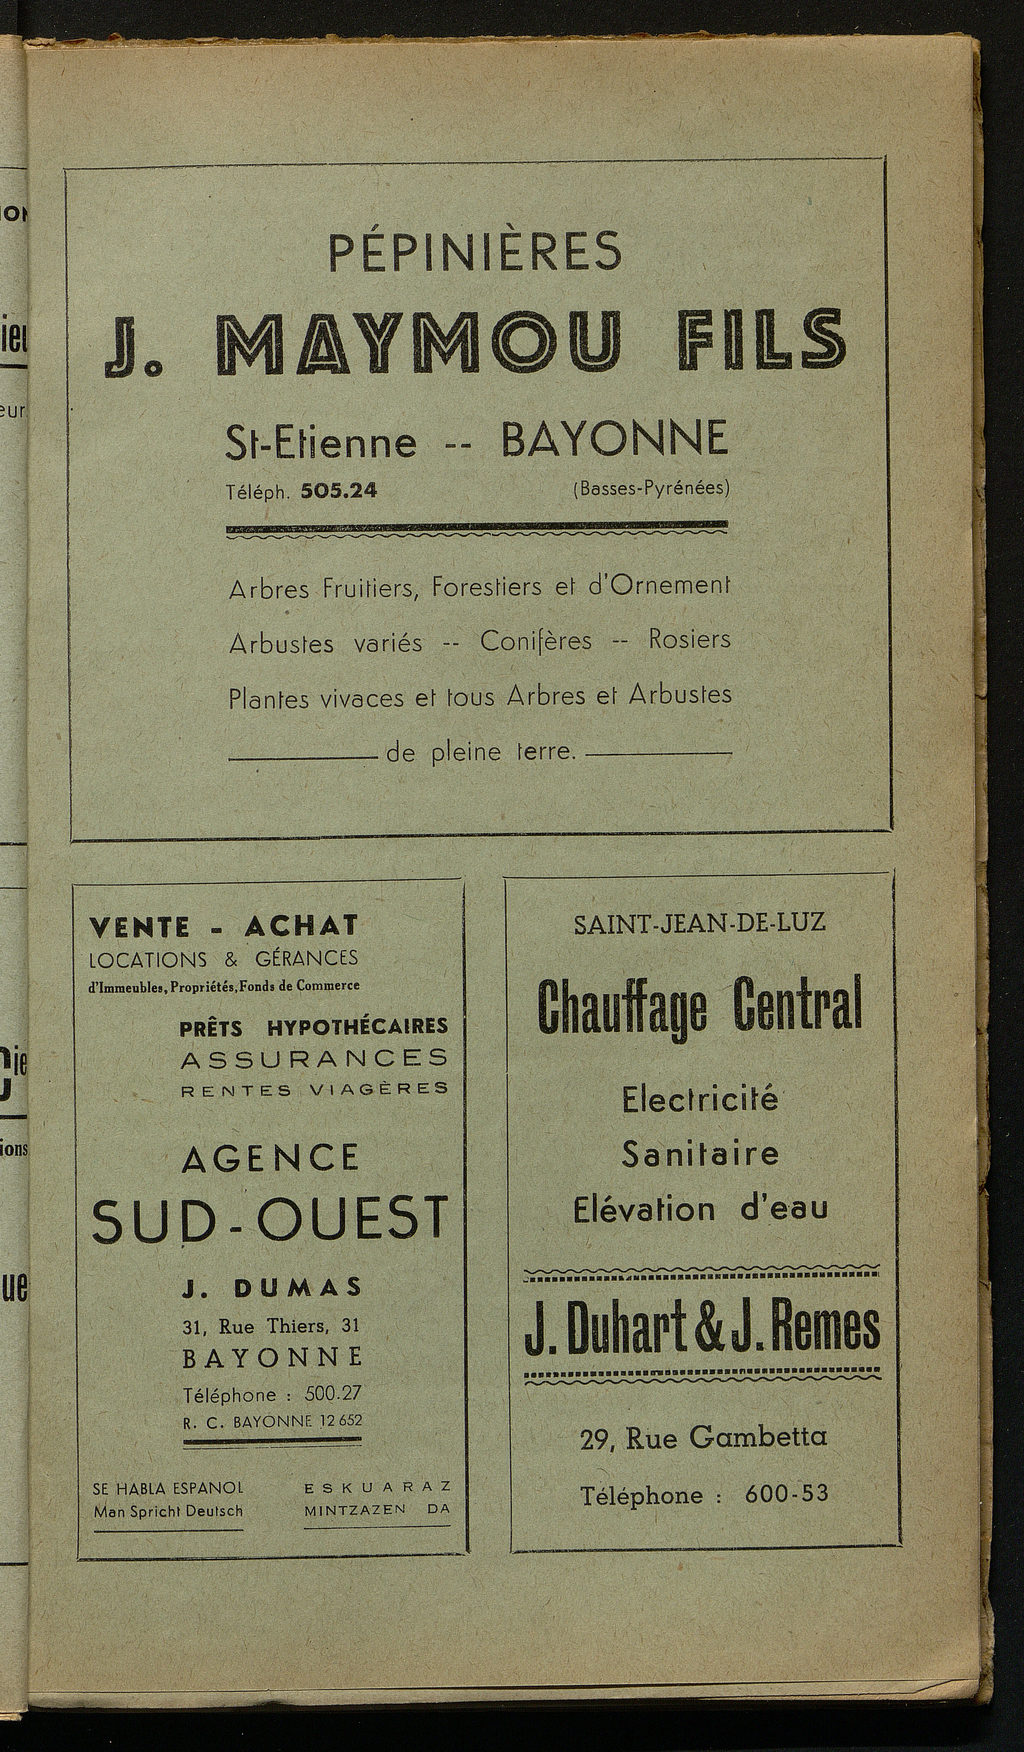 PÉPINIÈRES
J. MAYMOU FILS
St-Etienne -- BAYONNE
Téléph. 505.24 (Basses-Pyrénées)
Arbres Fruitiers, Forestiers et d'Ornement
Arbustes variés -- Conifères -- Rosiers
Plantes vivaces et tous Arbres et Arbustes
de pleine terre.
VENTE - ACHAT
LOCATIONS & GÉRANCES
d'Immeubles, Propriétés, Fonds de Commerce
PRÊTS HYPOTHÉCAIRES
ASSURANCES
RENTES VIAGÈRES
AGENCE
SUD-OUEST
J. DUMAS
31, Rue Thiers, 31
BAYONNE
Téléphone : 500.27
R. C. BAYONNE 12 652
SE HABLA ESPANOL
Man Spricht Deutsch
ESKUARAZ
MINTZAZEN DA
SAINT-JEAN-DE-LUZ
Chauffage Central
Electricité
Sanitaire
Elévation d'eau
J. Duhart & J. Remes
29, Rue Gambetta
Téléphone : 600-53